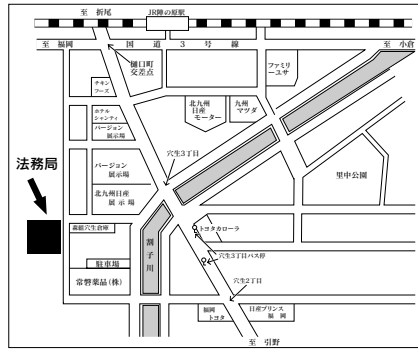 至 折尾
JR陣の原駅
至 福岡
国道3号線
至 小倉
樋口町
交差点
ファミリー
ユサ
チキン
フーズ
ホテル
シャンティ
バージョン
展示場
北九州
日産
モーター
九州
マツダ
穴生3丁目
法務局
バージョン
展示場
北九州日産
展示場
里中公園
森組穴生倉庫
割子川
トヨタカローラ
駐車場
穴生3丁目バス停
常磐薬品(株)
穴生2丁目
福岡
トヨタ
日産プリンス
福岡
至 引野